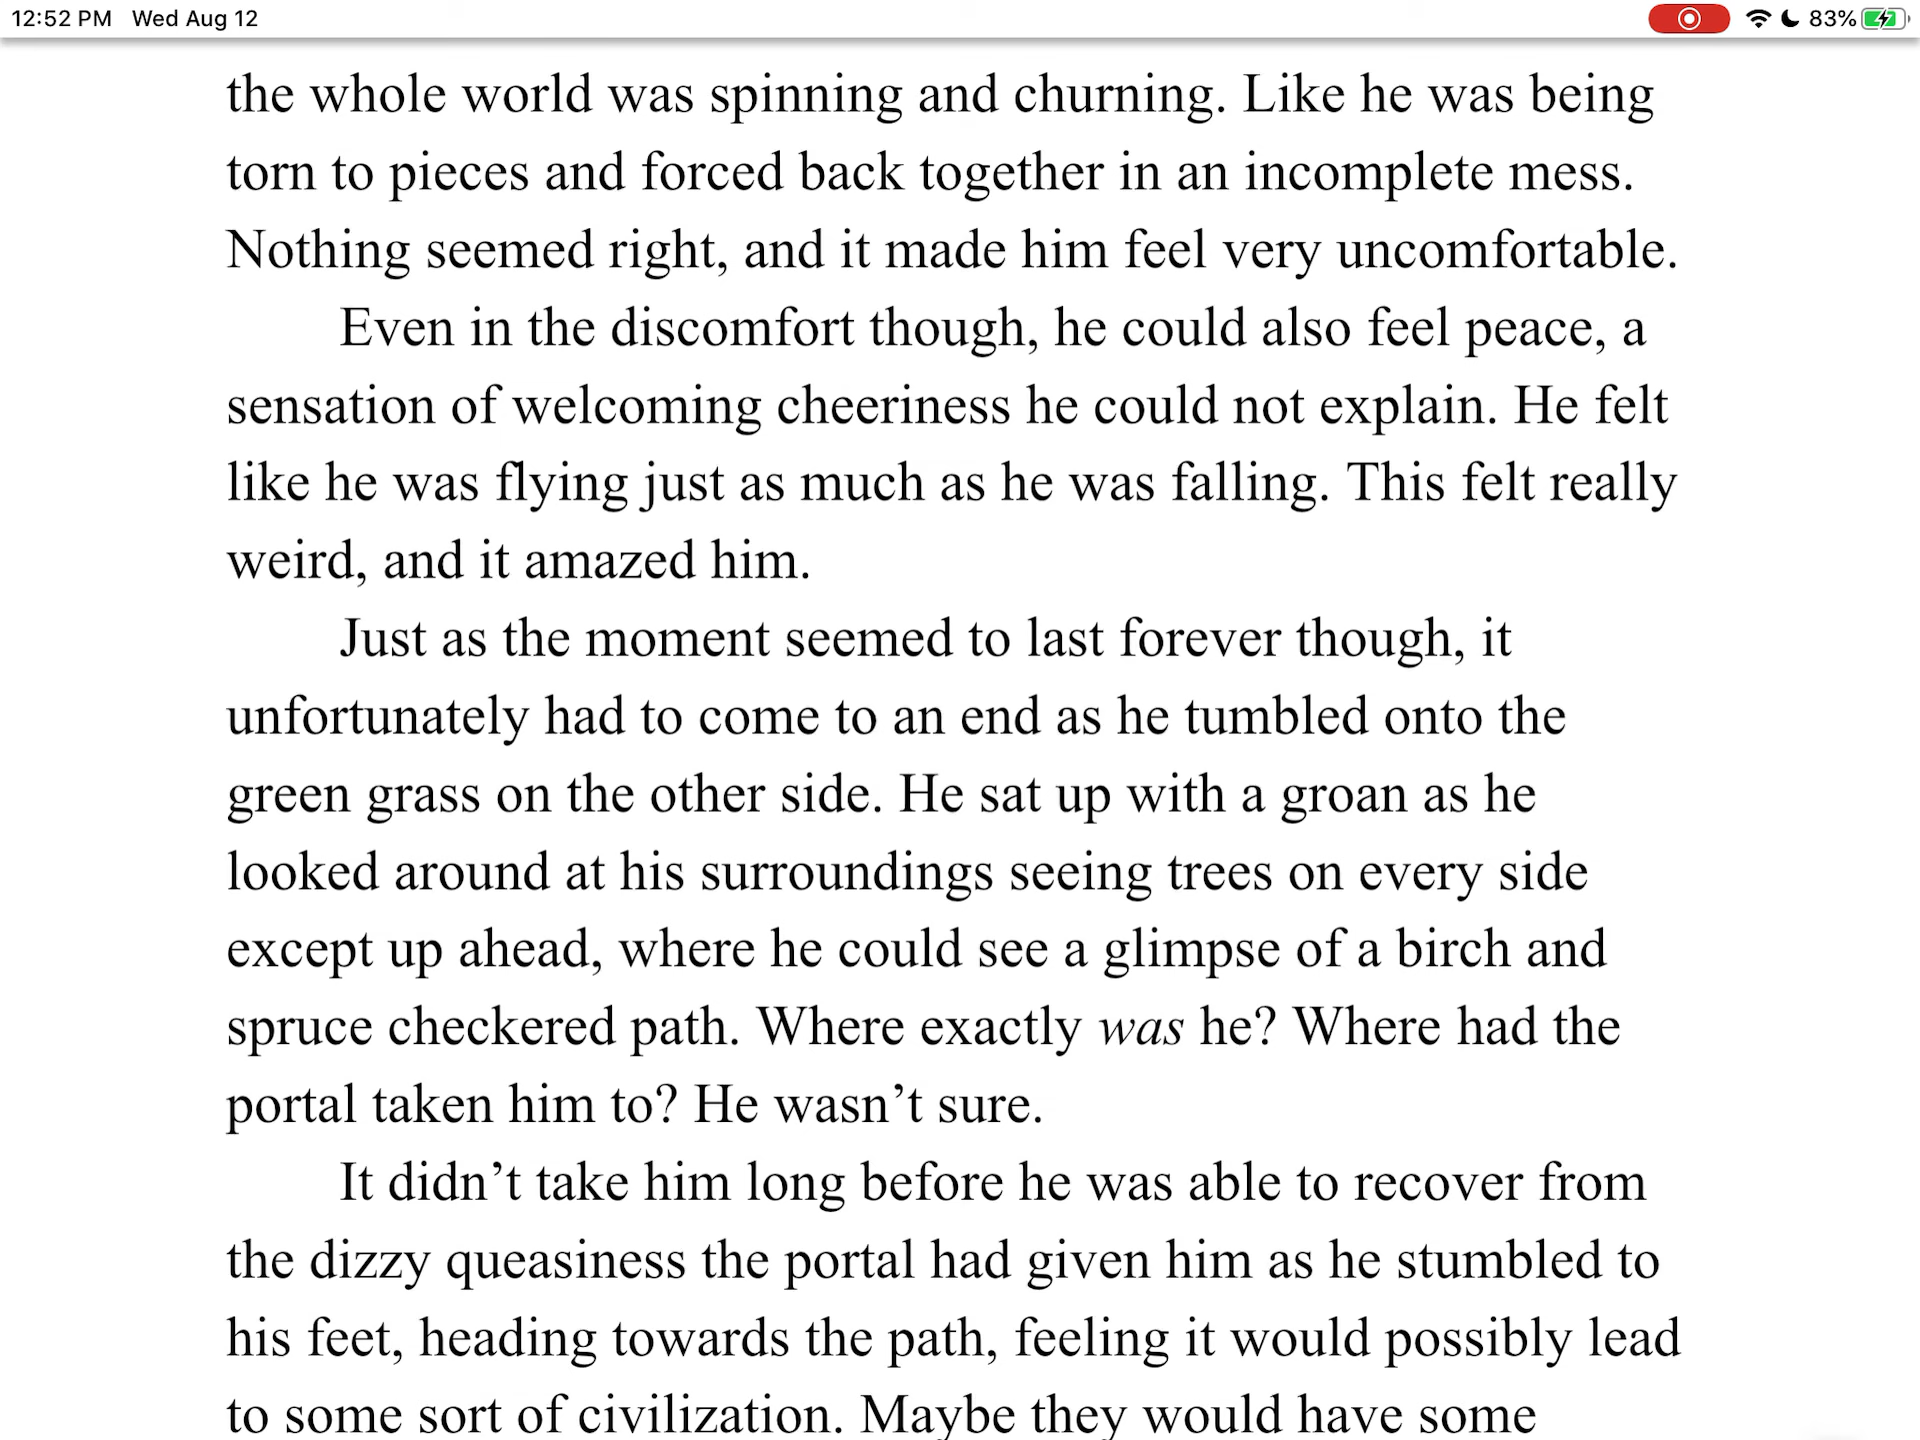 12:52 PM Wed Aug 12 83%
the whole world was spinning and churning. Like he was being
torn to pieces and forced back together in an incomplete mess.
Nothing seemed right, and it made him feel very uncomfortable.
Even in the discomfort though, he could also feel peace, a
sensation of welcoming cheeriness he could not explain. He felt
like he was flying just as much as he was falling. This felt really
weird, and it amazed him.
Just as the moment seemed to last forever though, it
unfortunately had to come to an end as he tumbled onto the
green grass on the other side. He sat up with a groan as he
looked around at his surroundings seeing trees on every side
except up ahead, where he could see a glimpse of a birch and
spruce checkered path. Where exactly was he? Where had the
portal taken him to? He wasn’t sure.
It didn’t take him long before he was able to recover from
the dizzy queasiness the portal had given him as he stumbled to
his feet, heading towards the path, feeling it would possibly lead
to some sort of civilization. Maybe they would have some